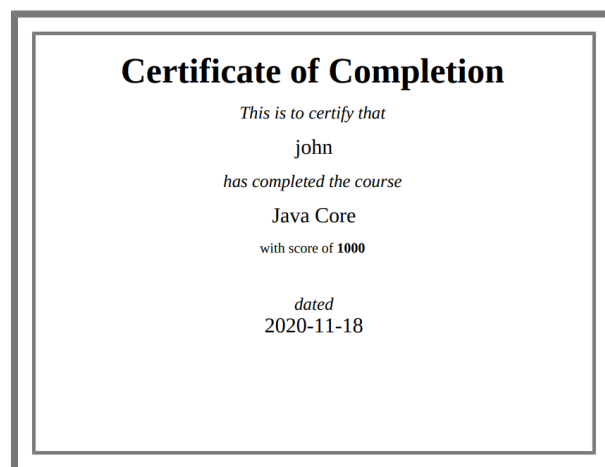 Certificate of Completion
This is to certify that
john
has completed the course
Java Core
with score of 1000
dated
2020-11-18